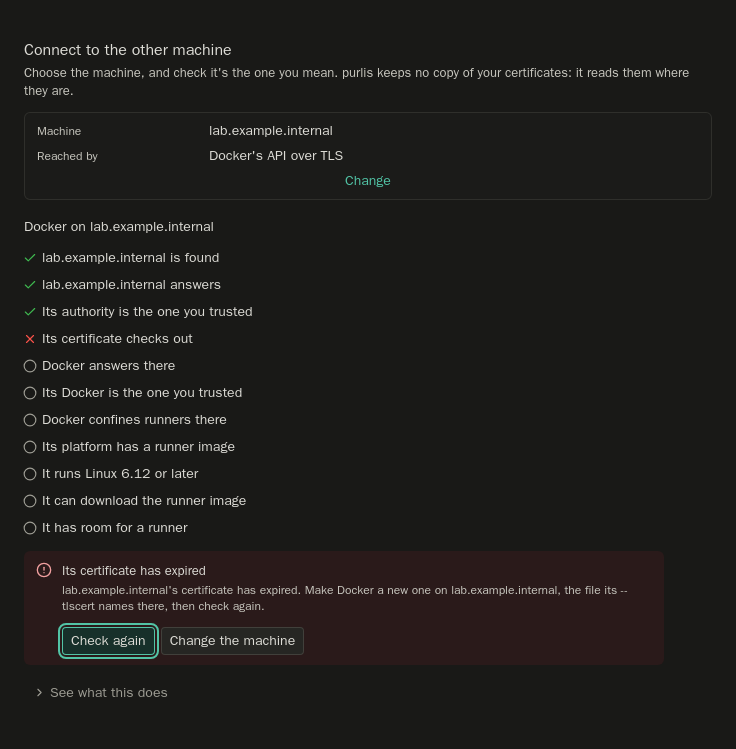 Connect to the other machine
Choose the machine, and check it's the one you mean. purlis keeps no copy of your certificates: it reads them where
they are.
Machine lab.example.internal
Reached by Docker's API over TLS
Change
Docker on lab.example.internal
lab.example.internal is found
lab.example.internal answers
Its authority is the one you trusted
Its certificate checks out
Docker answers there
Its Docker is the one you trusted
Docker confines runners there
Its platform has a runner image
It runs Linux 6.12 or later
It can download the runner image
It has room for a runner
Its certificate has expired
lab.example.internal's certificate has expired. Make Docker a new one on lab.example.internal, the file its --
tlscert names there, then check again.
Check again Change the machine
See what this does